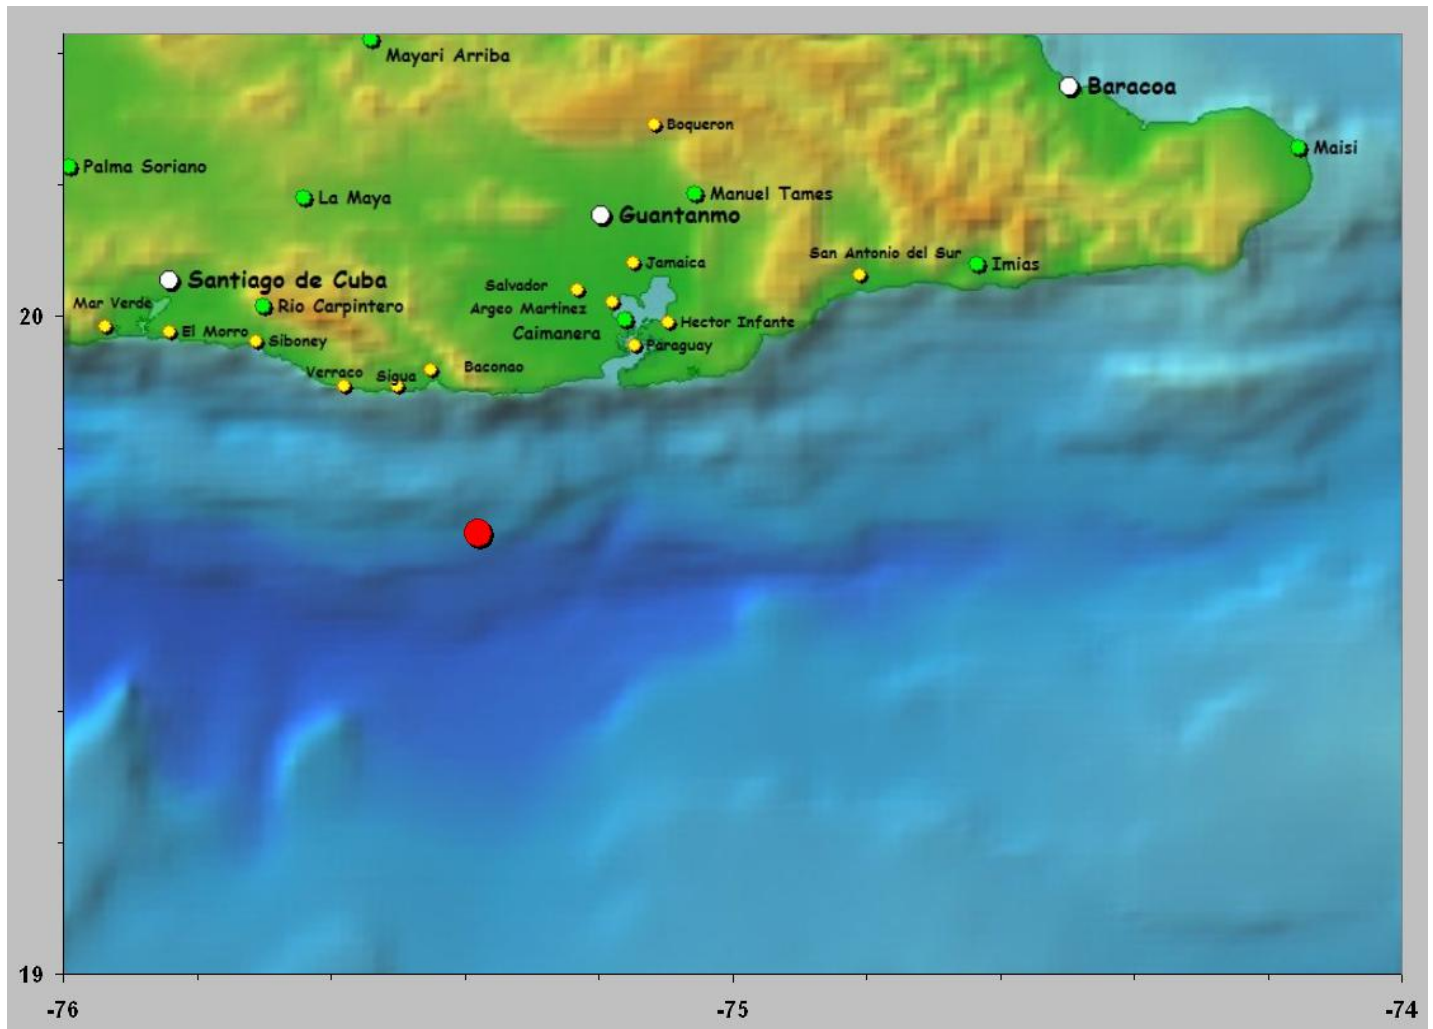 Mayari Arriba
Baracoa
Boqueron
Maisi
Palma Soriano
La Maya
Manuel Tames
Guantanmo
San Antonio del Sur
Jamaica
Imias
Santiago de Cuba
Salvador
Mar Verde
Rio Carpintero
Argeo Martinez
20
Hector Infante
El Morro
Caimanera
Siboney
Paraguay
Verraco
Sigua
Baconao
19
-76
-75
-74